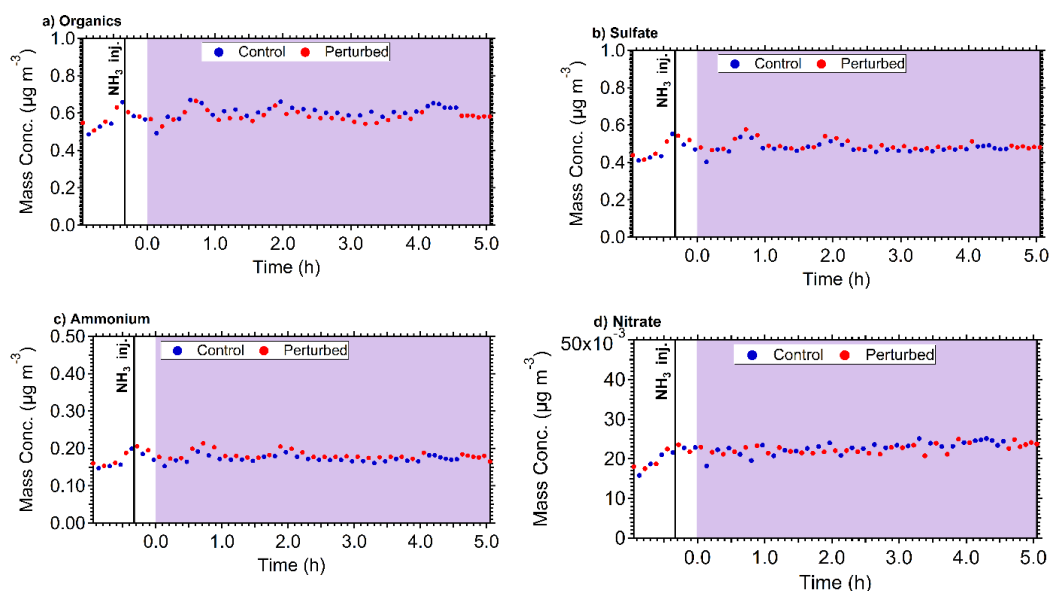 a) Organics
Control Perturbed
NH₃ inj.
Mass Conc. (µg m⁻³)
1.0
0.8
0.6
0.4
0.2
0.0
0.0 1.0 2.0 3.0 4.0 5.0
Time (h)
b) Sulfate
Control Perturbed
NH₃ inj.
Mass Conc. (µg m⁻³)
1.0
0.8
0.6
0.4
0.2
0.0
0.0 1.0 2.0 3.0 4.0 5.0
Time (h)
c) Ammonium
Control Perturbed
NH₃ inj.
Mass Conc. (µg m⁻³)
0.50
0.40
0.30
0.20
0.10
0.00
0.0 1.0 2.0 3.0 4.0 5.0
Time (h)
d) Nitrate
Control Perturbed
NH₃ inj.
Mass Conc. (µg m⁻³)
50x10⁻³
40
30
20
10
0
0.0 1.0 2.0 3.0 4.0 5.0
Time (h)